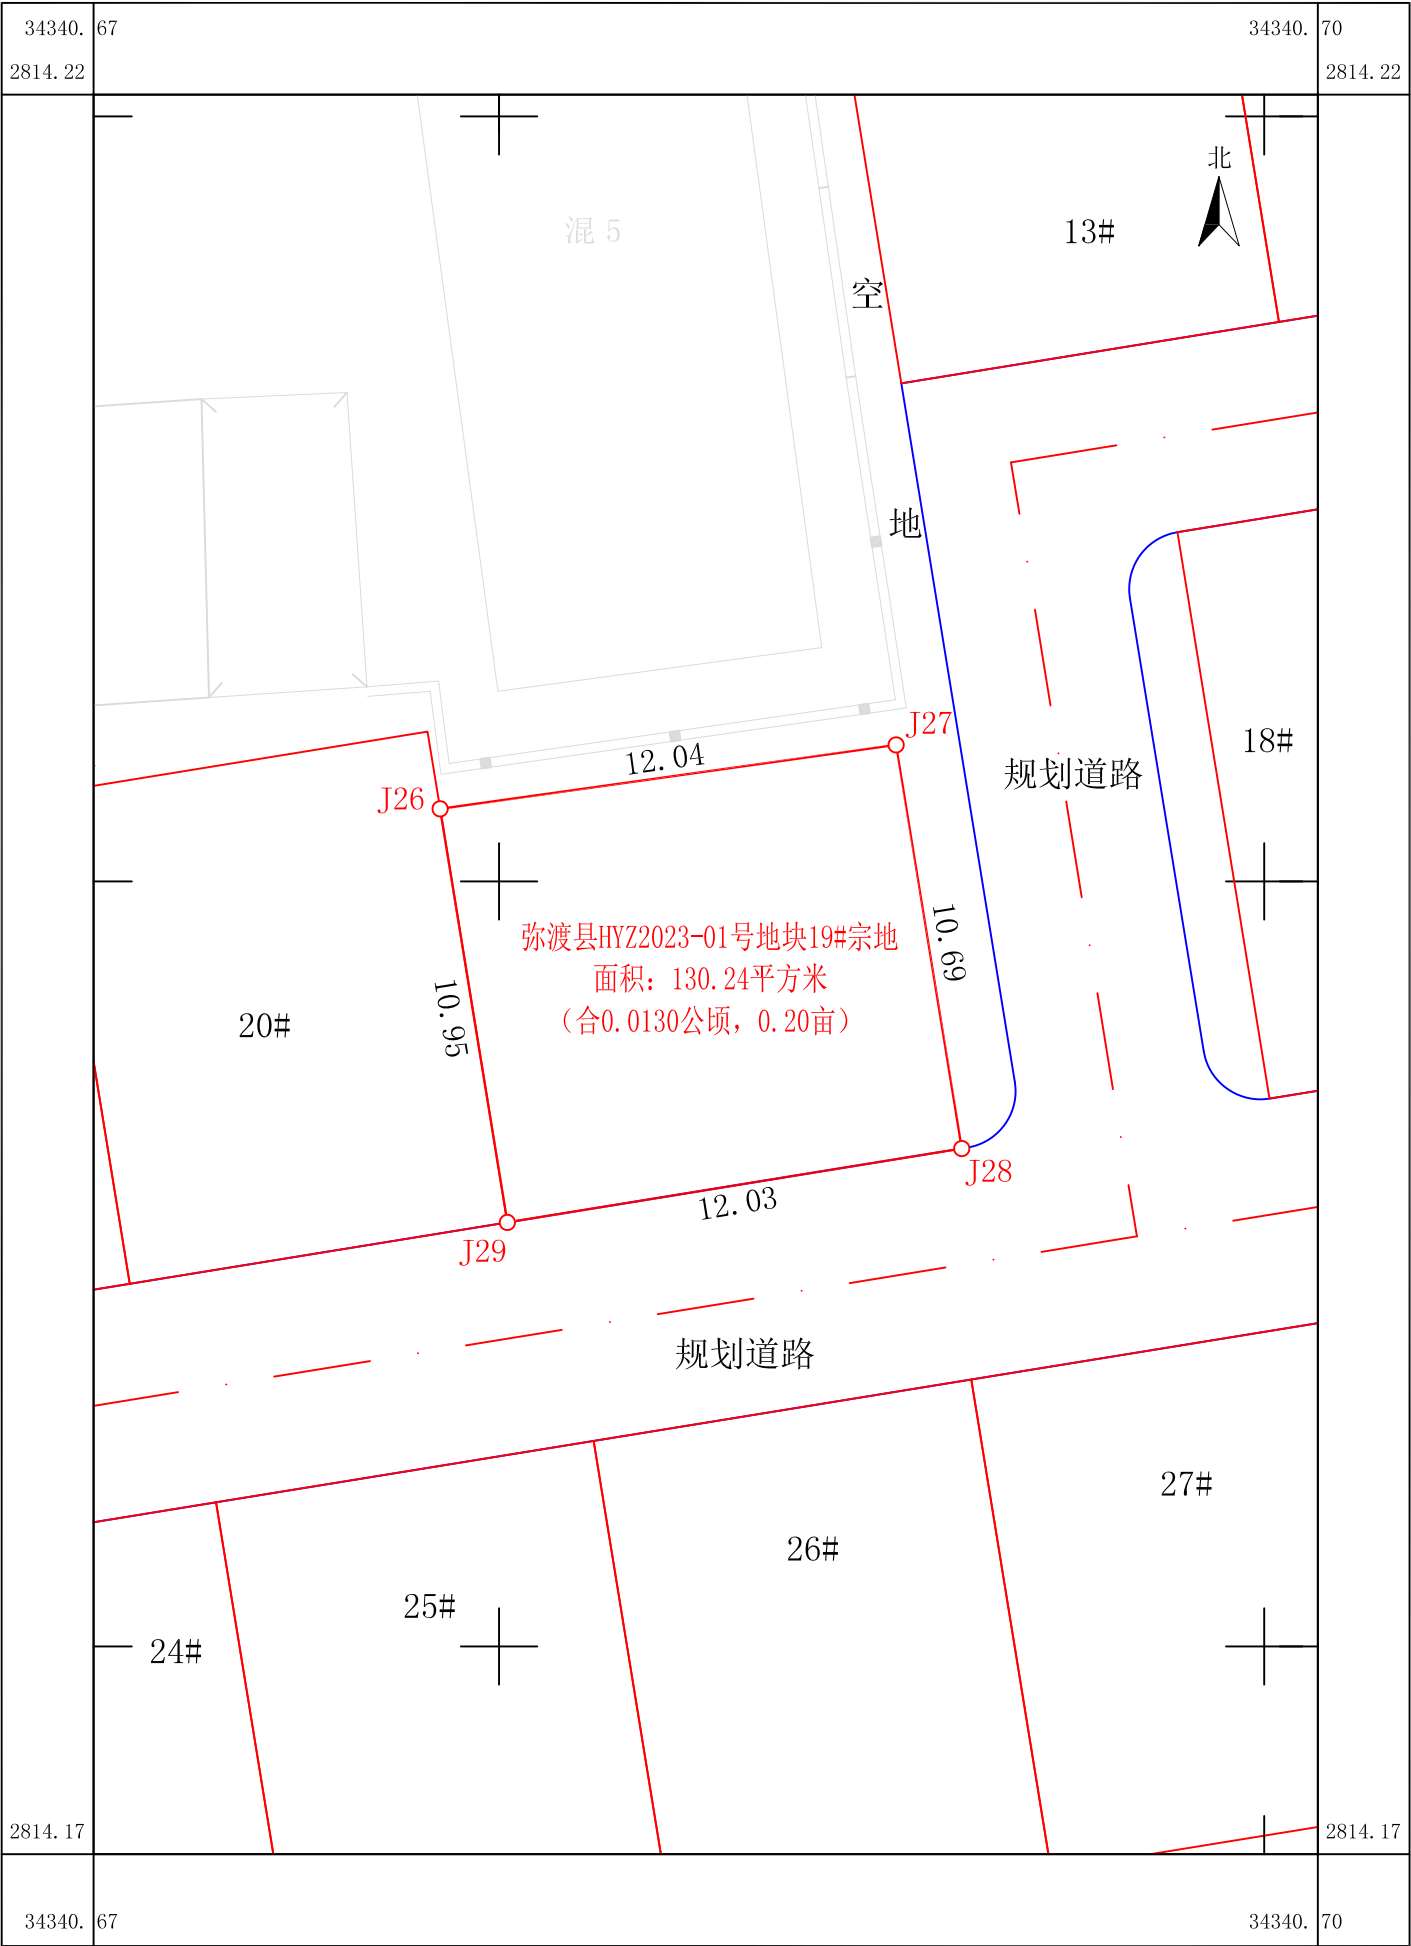 34340. 67
34340. 70
2814.22
2814.22
北
混 5
13#
空
地
J27
12.04
18#
规划道路
J26
10.69
弥渡县HYZ2023-01号地块19#宗地
面积：130.24平方米
（合0.0130公顷，0.20亩）
10.95
20#
J28
12.03
J29
规划道路
27#
26#
25#
24#
2814.17
2814.17
34340. 67
34340. 70